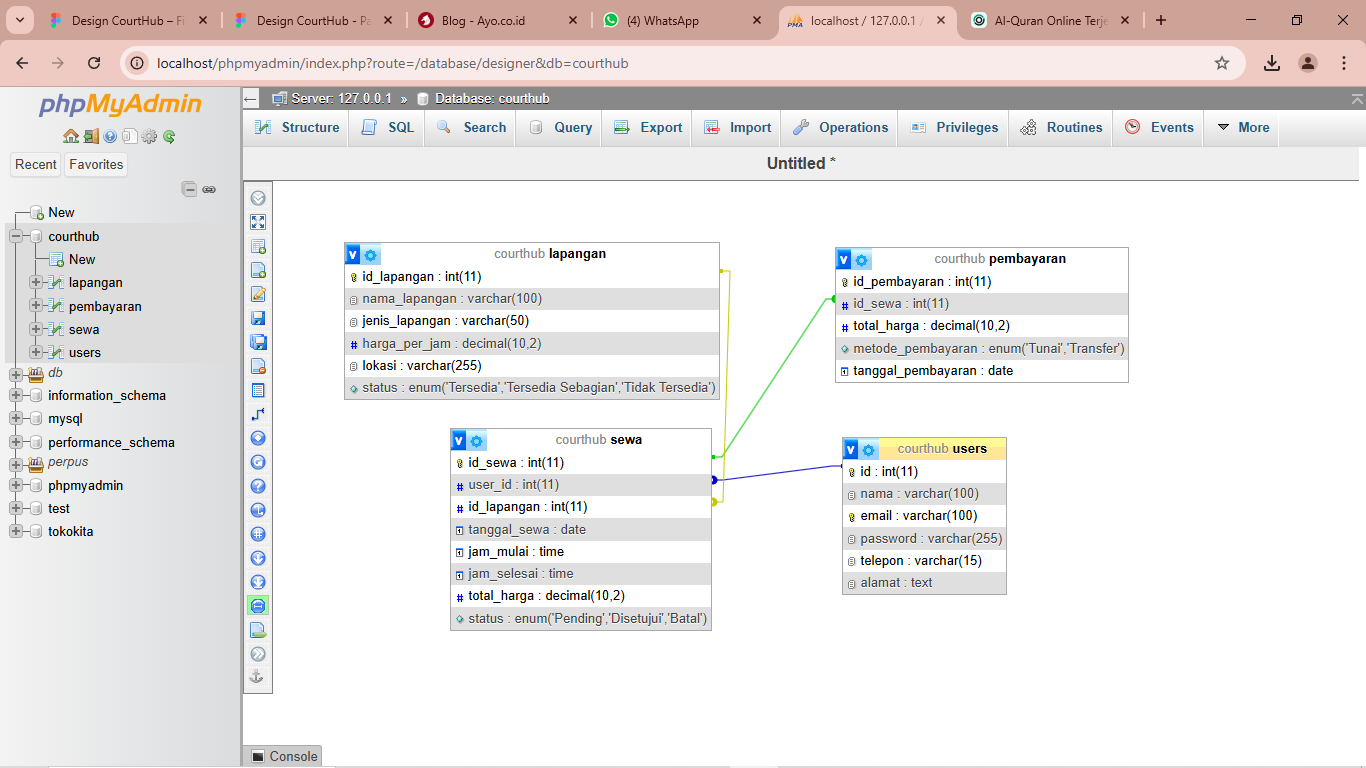 Design CourtHub – Fi
Design CourtHub - Pa
Blog - Ayo.co.id
(4) WhatsApp
localhost / 127.0.0.1 /
Al-Quran Online Terje
localhost/phpmyadmin/index.php?route=/database/designer&db=courthub
phpMyAdmin
Recent
Favorites
New
courthub
New
lapangan
pembayaran
sewa
users
db
information_schema
mysql
performance_schema
perpus
phpmyadmin
test
tokokita
Server: 127.0.0.1 » Database: courthub
Structure
SQL
Search
Query
Export
Import
Operations
Privileges
Routines
Events
More
Untitled *
v courthub lapangan
id_lapangan : int(11)
nama_lapangan : varchar(100)
jenis_lapangan : varchar(50)
# harga_per_jam : decimal(10,2)
lokasi : varchar(255)
status : enum('Tersedia','Tersedia Sebagian','Tidak Tersedia')
v courthub pembayaran
id_pembayaran : int(11)
# id_sewa : int(11)
# total_harga : decimal(10,2)
metode_pembayaran : enum('Tunai','Transfer')
tanggal_pembayaran : date
v courthub sewa
id_sewa : int(11)
# user_id : int(11)
# id_lapangan : int(11)
tanggal_sewa : date
jam_mulai : time
jam_selesai : time
# total_harga : decimal(10,2)
status : enum('Pending','Disetujui','Batal')
v courthub users
id : int(11)
nama : varchar(100)
email : varchar(100)
password : varchar(255)
telepon : varchar(15)
alamat : text
Console